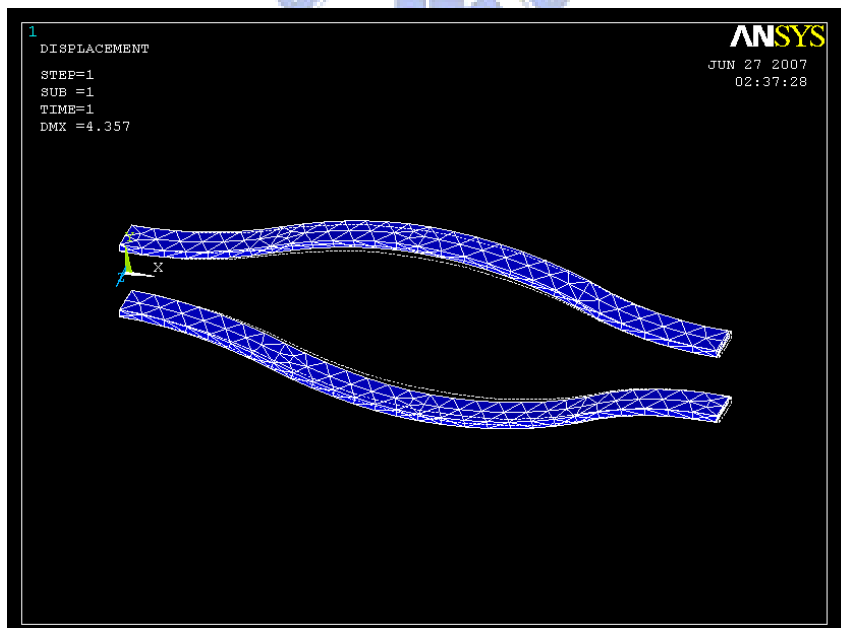 1
DISPLACEMENT
STEP=1
SUB =1
TIME=1
DMX =4.357
ANSYS
JUN 27 2007
02:37:28
Y
X
Z